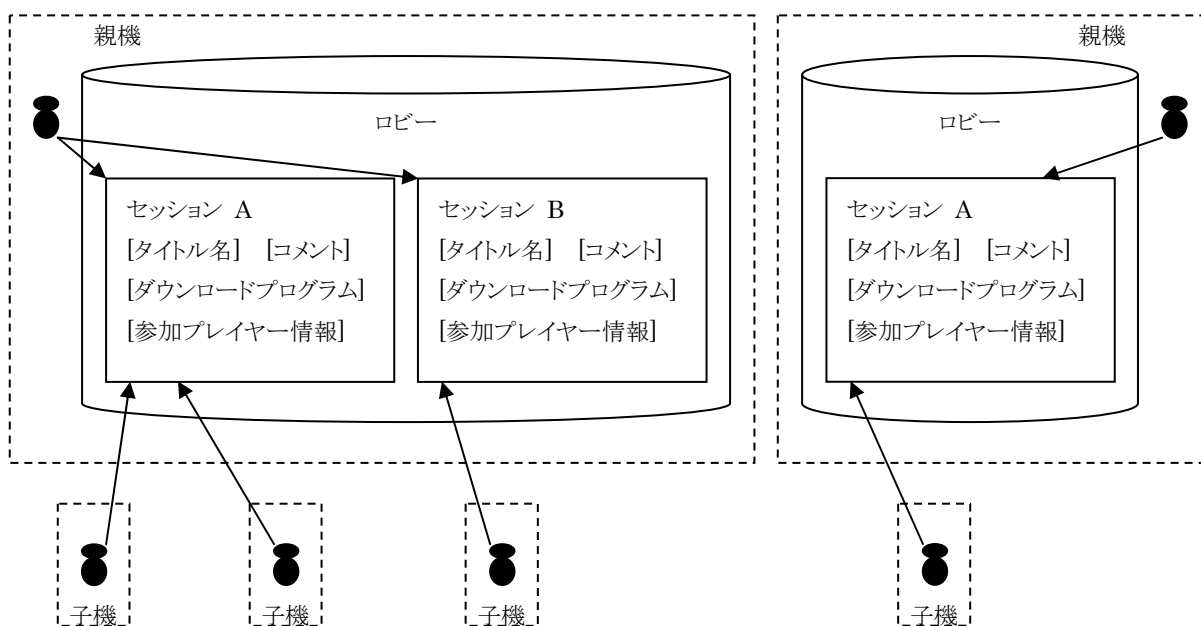 親機
ロビー
セッション A
[タイトル名] [コメント]
[ダウンロードプログラム]
[参加プレイヤー情報]
セッション B
[タイトル名] [コメント]
[ダウンロードプログラム]
[参加プレイヤー情報]
子機
子機
子機
親機
ロビー
セッション A
[タイトル名] [コメント]
[ダウンロードプログラム]
[参加プレイヤー情報]
子機